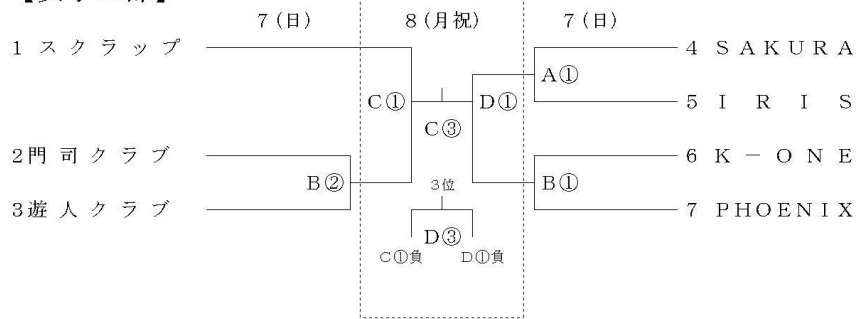 7(日) 8(月祝) 7(日)
1 スクラップ
4 SAKURA
A①
C① D①
5 IRIS
C③
2門司クラブ
6 K-ONE
B② 3位 B①
3遊人クラブ
7 PHOENIX
D③
C①負 D①負